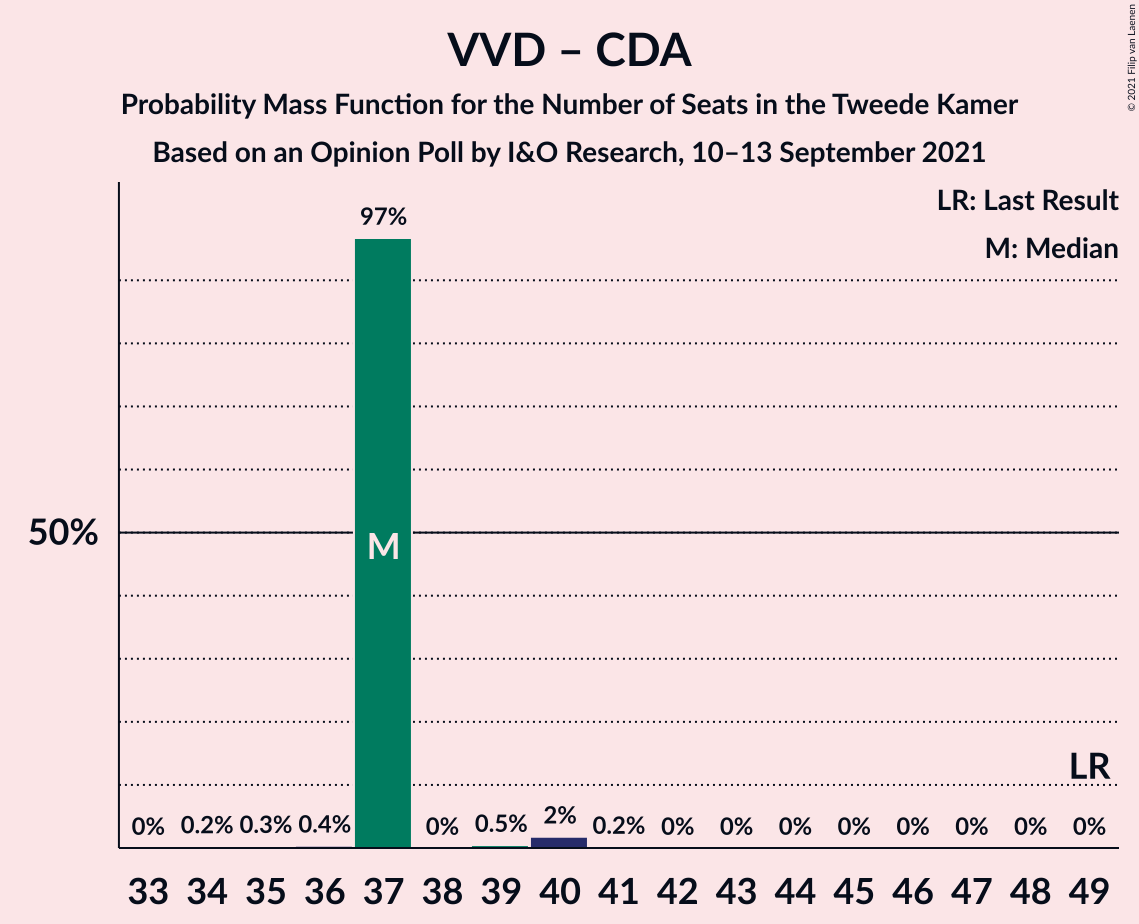 VVD – CDA
Probability Mass Function for the Number of Seats in the Tweede Kamer
Based on an Opinion Poll by I&O Research, 10–13 September 2021
© 2021 Filip van Laenen
LR: Last Result
M: Median
97%
50%
M
LR
0% 0.2% 0.3% 0.4% 0% 0.5% 2% 0.2% 0% 0% 0% 0% 0% 0% 0% 0%
33 34 35 36 37 38 39 40 41 42 43 44 45 46 47 48 49